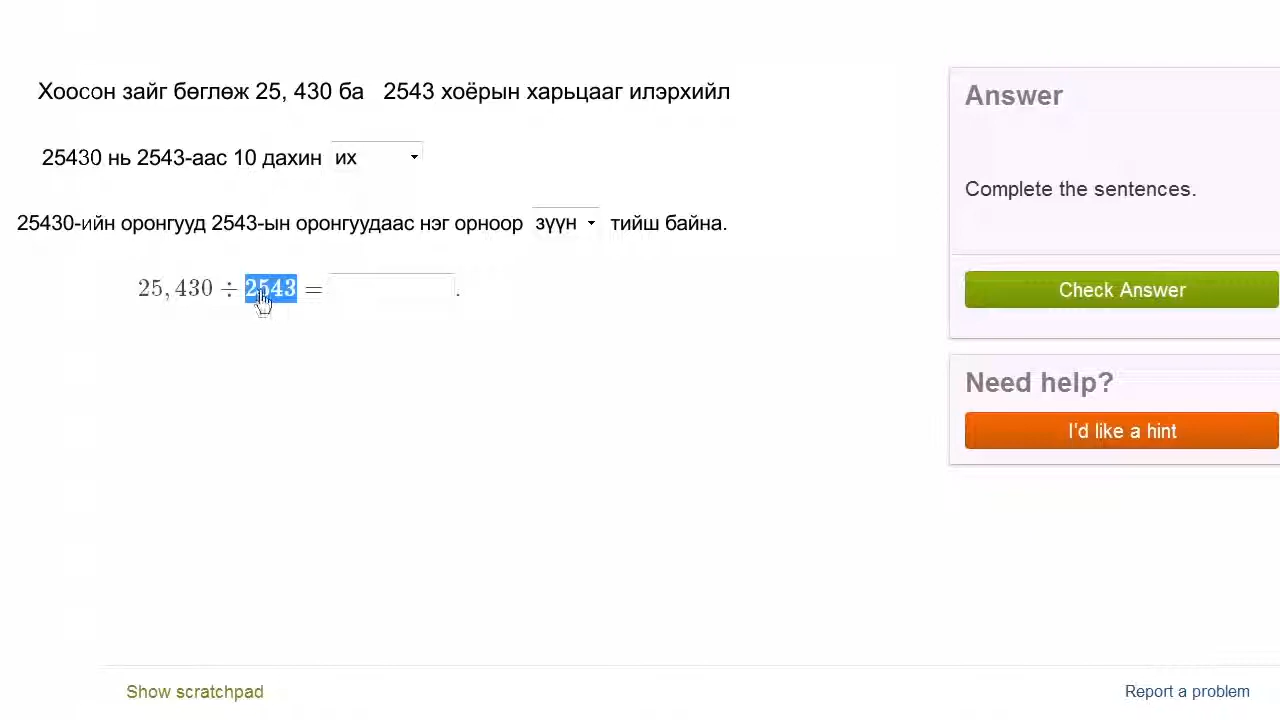 Хоосон зайг бөглөж 25, 430 ба 2543 хоёрын харьцааг илэрхийл
Answer
25430 нь 2543-аас 10 дахин их
Complete the sentences.
25430-ийн оронгууд 2543-ын оронгуудаас нэг орноор зүүн тийш байна.
25,430 ÷ 2543 = .
Check Answer
Need help?
I'd like a hint
Show scratchpad
Report a problem